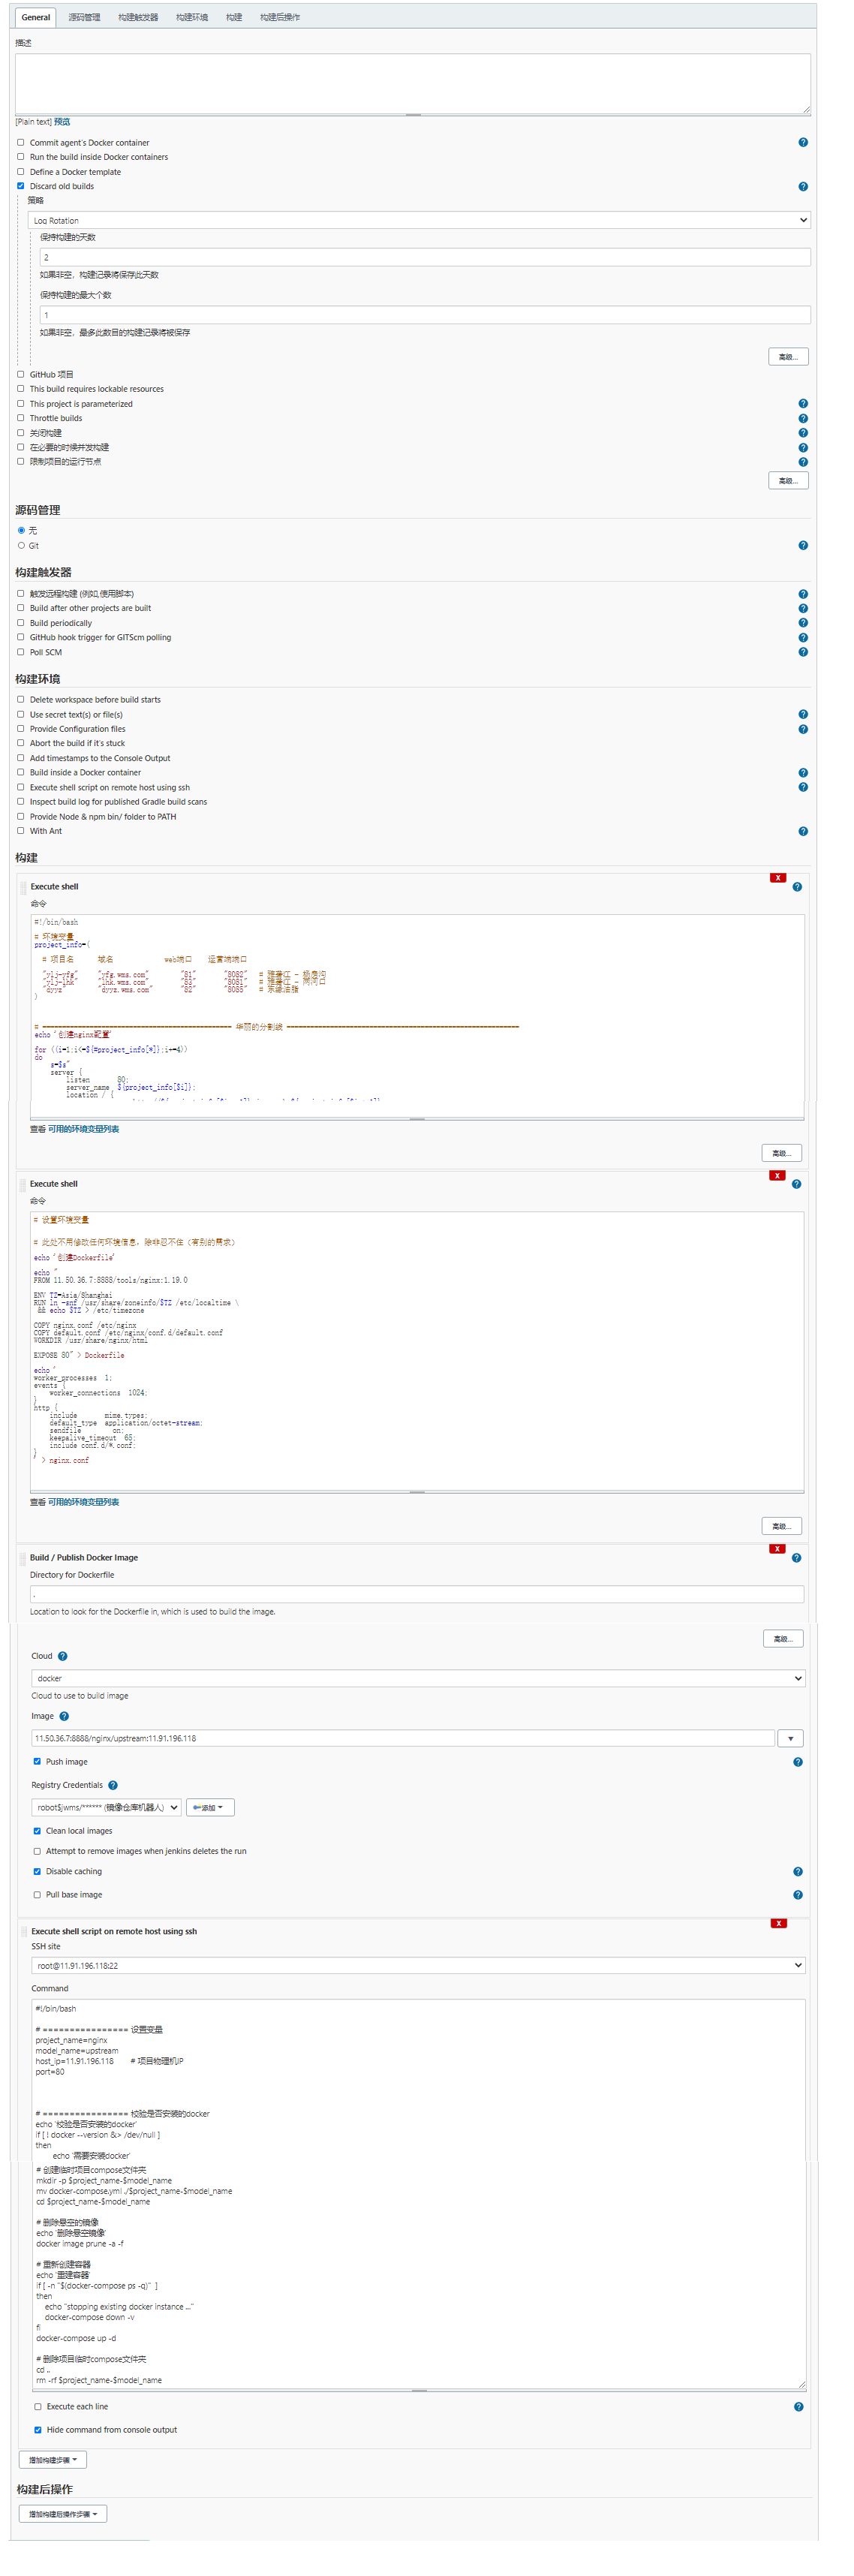 General 源码管理 构建触发器 构建环境 构建 构建后操作
描述
[Plain text] 预览
Commit agent's Docker container
Run the build inside Docker containers
Define a Docker template
Discard old builds
策略
Log Rotation
保持构建的天数
2
如果非空，构建记录将保存此天数
保持构建的最大个数
1
如果非空，最多此数目的构建记录将被保存
高级...
GitHub 项目
This build requires lockable resources
This project is parameterized
Throttle builds
关闭构建
在必要的时候并发构建
限制项目的运行节点
高级...
源码管理
无
Git
构建触发器
触发远程构建 (例如,使用脚本)
Build after other projects are built
Build periodically
GitHub hook trigger for GITScm polling
Poll SCM
构建环境
Delete workspace before build starts
Use secret text(s) or file(s)
Provide Configuration files
Abort the build if it's stuck
Add timestamps to the Console Output
Build inside a Docker container
Execute shell script on remote host using ssh
Inspect build log for published Gradle build scans
Provide Node & npm bin/ folder to PATH
With Ant
构建
X
Execute shell
命令
#!/bin/bash
# 环境变量
project_info=(
# 项目名 域名 web端口 运营端端口
"ylj-yfg" "yfg.wms.com" "81" "8082" # 雅砻江 - 杨房沟
"ylj-lhk" "lhk.wms.com" "83" "8081" # 雅砻江 - 两河口
"dyyz" "dyyz.wms.com" "82" "8085" # 东方油脂
)
# ================================================ 华丽的分割线 ================================================
echo '创建nginx配置'
for ((i=1;i<=${#project_info[*]};i+=4))
do
s=$s"
server {
listen 80;
server_name ${project_info[$i]};
location / {
查看 可用的环境变量列表
高级...
X
Execute shell
命令
# 设置环境变量
# 此处不用修改任何环境信息，除非忍不住（有别的需求）
echo '创建Dockerfile'
echo "
FROM 11.50.36.7:8888/tools/nginx:1.19.0
ENV TZ=Asia/Shanghai
RUN ln -snf /usr/share/zoneinfo/$TZ /etc/localtime \
&& echo $TZ > /etc/timezone
COPY nginx.conf /etc/nginx
COPY default.conf /etc/nginx/conf.d/default.conf
WORKDIR /usr/share/nginx/html
EXPOSE 80" > Dockerfile
echo '
worker_processes 1;
events {
worker_connections 1024;
}
http {
include mime.types;
default_type application/octet-stream;
sendfile on;
keepalive_timeout 65;
include conf.d/*.conf;
}
' > nginx.conf
查看 可用的环境变量列表
高级...
X
Build / Publish Docker Image
Directory for Dockerfile
.
Location to look for the Dockerfile in, which is used to build the image.
高级...
Cloud
docker
Cloud to use to build image
Image
11.50.36.7:8888/nginx/upstream:11.91.196.118
Push image
Registry Credentials
robot$jwms/****** (镜像仓库机器人) 添加
Clean local images
Attempt to remove images when jenkins deletes the run
Disable caching
Pull base image
X
Execute shell script on remote host using ssh
SSH site
root@11.91.196.118:22
Command
#!/bin/bash
# ================ 设置变量
project_name=nginx
model_name=upstream
host_ip=11.91.196.118 # 项目物理机IP
port=80
# ================ 校验是否安装的docker
echo '校验是否安装的docker'
if [ ! docker --version &> /dev/null ]
then
echo '需要安装docker'
# 创建临时项目compose文件夹
mkdir -p $project_name-$model_name
mv docker-compose.yml ./$project_name-$model_name
cd $project_name-$model_name
# 删除悬空的镜像
echo '删除悬空镜像'
docker image prune -a -f
# 重新创建容器
echo '重建容器'
if [ -n "$(docker-compose ps -q)" ]
then
echo "stopping existing docker instance ..."
docker-compose down -v
fi
docker-compose up -d
# 删除项目临时compose文件夹
cd ..
rm -rf $project_name-$model_name
Execute each line
Hide command from console output
增加构建步骤
构建后操作
增加构建后操作步骤